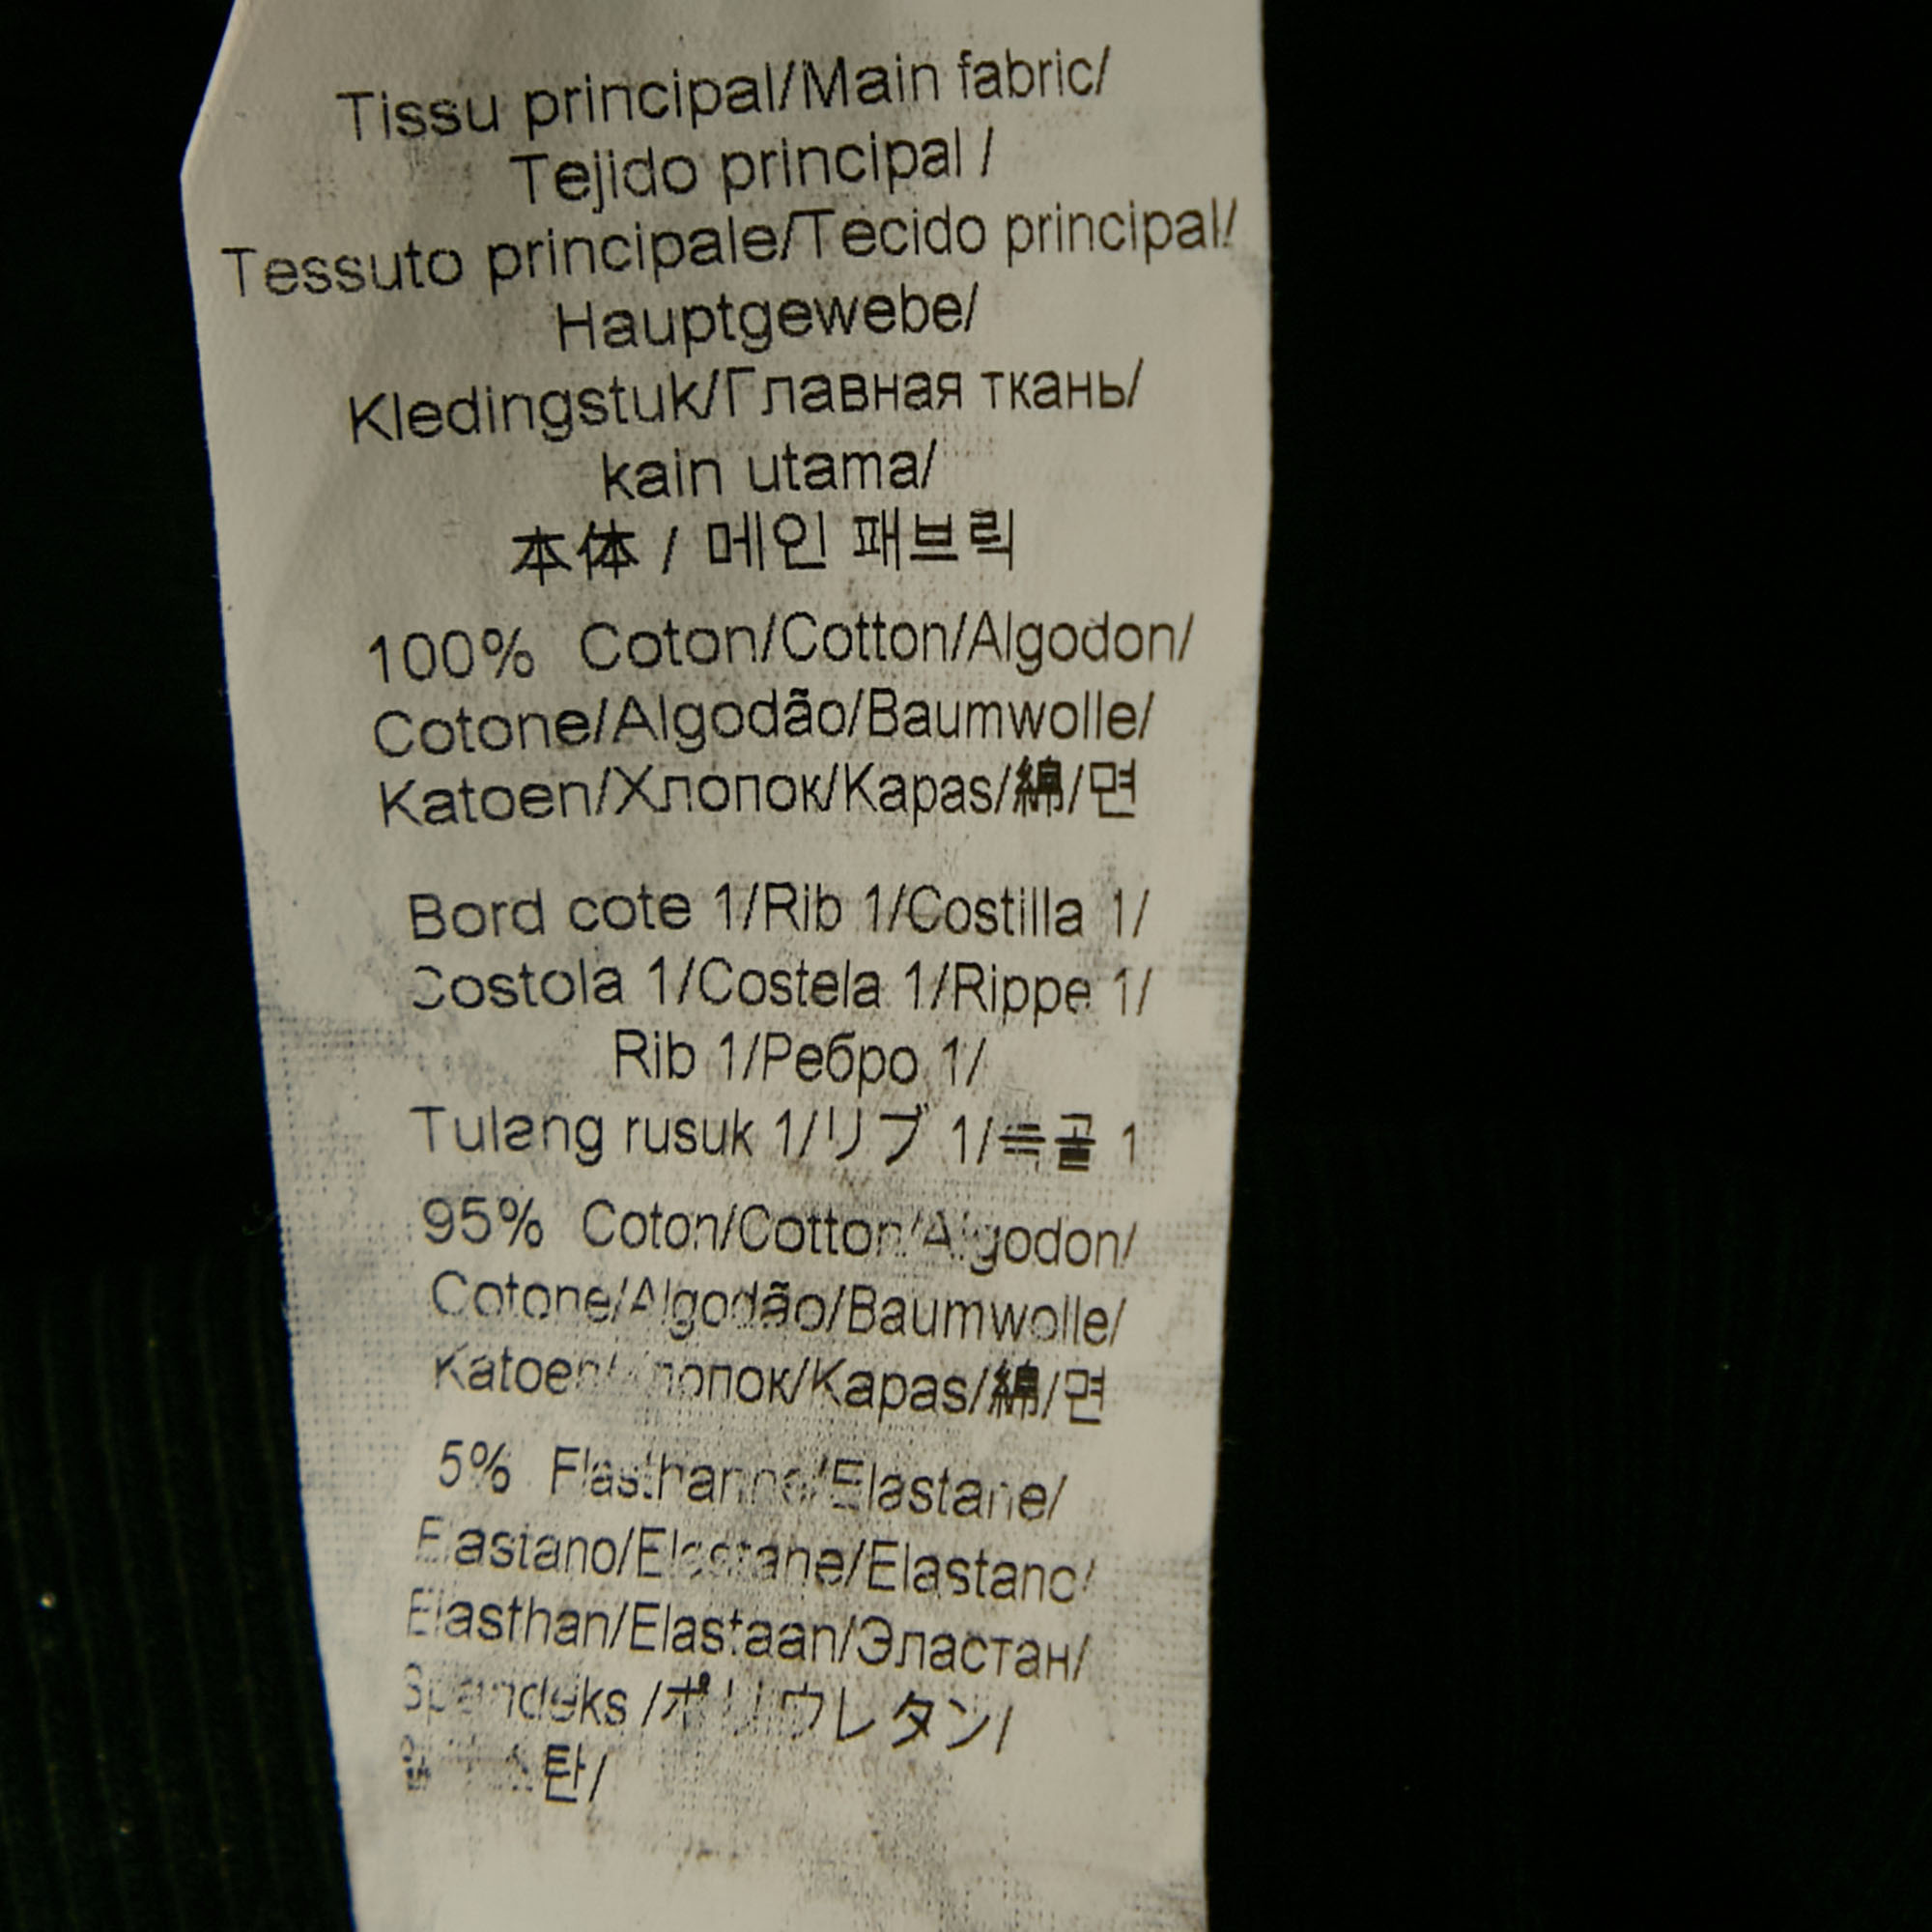 Tissu principal/Main fabric/
Tejido principal /
Tessuto principale/Tecido principal/
Hauptgewebe/
Kledingstuk/Главная ткань/
kain utama/
本体 / 메인 패브릭
100% Coton/Cotton/Algodon/
Cotone/Algodão/Baumwolle/
Katoen/Хлопок/Kapas/綿/면
Bord cote 1/Rib 1/Costilla 1/
Costola 1/Costela 1/Rippe 1/
Rib 1/Ребро 1/
Tulang rusuk 1/リブ 1/늑골 1
95% Coton/Cotton/Algodon/
Cotone/Algodão/Baumwolle/
Katoen/Хлопок/Kapas/綿/면
5% Elasthanne/Elastane/
Elastano/Elastane/Elastano/
Elasthan/Elastaan/Эластан/
Spandeks /ポリウレタン/